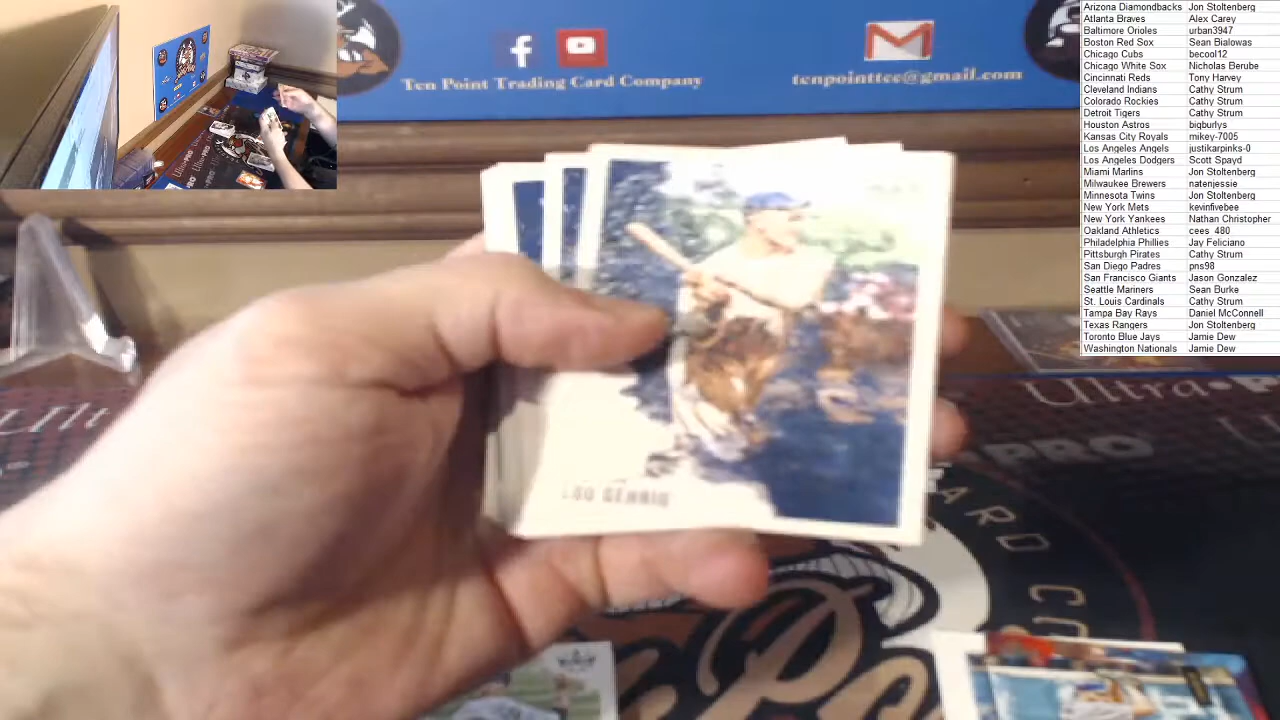 Ten Point Trading Card Company
tenpointtcc@gmail.com
Arizona Diamondbacks Jon Stoltenberg
Atlanta Braves Alex Carey
Baltimore Orioles urban3947
Boston Red Sox Sean Bialowas
Chicago Cubs becool12
Chicago White Sox Nicholas Berube
Cincinnati Reds Tony Harvey
Cleveland Indians Cathy Strum
Colorado Rockies Cathy Strum
Detroit Tigers Cathy Strum
Houston Astros bigburlys
Kansas City Royals mikey-7005
Los Angeles Angels justikarpinks-0
Los Angeles Dodgers Scott Spayd
Miami Marlins Jon Stoltenberg
Milwaukee Brewers natenjessie
Minnesota Twins Jon Stoltenberg
New York Mets kevinfivebee
New York Yankees Nathan Christopher
Oakland Athletics cees_480
Philadelphia Phillies Jay Feliciano
Pittsburgh Pirates Cathy Strum
San Diego Padres pns98
San Francisco Giants Jason Gonzalez
Seattle Mariners Sean Burke
St. Louis Cardinals Cathy Strum
Tampa Bay Rays Daniel McConnell
Texas Rangers Jon Stoltenberg
Toronto Blue Jays Jamie Dew
Washington Nationals Jamie Dew
LOU GEHRIG
Ult
Ultra
PRO
ARD CO
Po